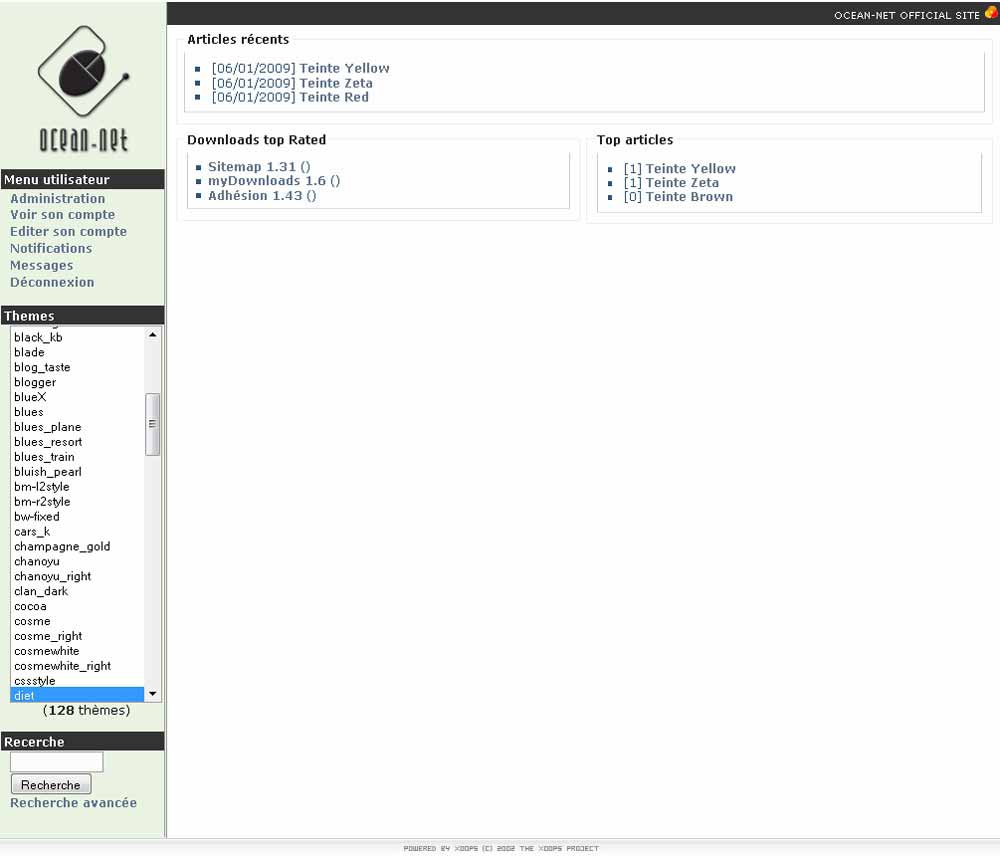 OCEAN-NET OFFICIAL SITE
ocean-net
Menu utilisateur
Administration
Voir son compte
Editer son compte
Notifications
Messages
Déconnexion
Themes
black_kb
blade
blog_taste
blogger
blueX
blues
blues_plane
blues_resort
blues_train
bluish_pearl
bm-l2style
bm-r2style
bw-fixed
cars_k
champagne_gold
chanoyu
chanoyu_right
clan_dark
cocoa
cosme
cosme_right
cosmewhite
cosmewhite_right
cssstyle
diet
(128 thèmes)
Recerche
Recherche
Recherche avancée
Articles récents
[06/01/2009] Teinte Yellow
[06/01/2009] Teinte Zeta
[06/01/2009] Teinte Red
Downloads top Rated
Sitemap 1.31 ()
myDownloads 1.6 ()
Adhésion 1.43 ()
Top articles
[1] Teinte Yellow
[1] Teinte Zeta
[0] Teinte Brown
POWERED BY XOOPS (C) 2002 THE XOOPS PROJECT